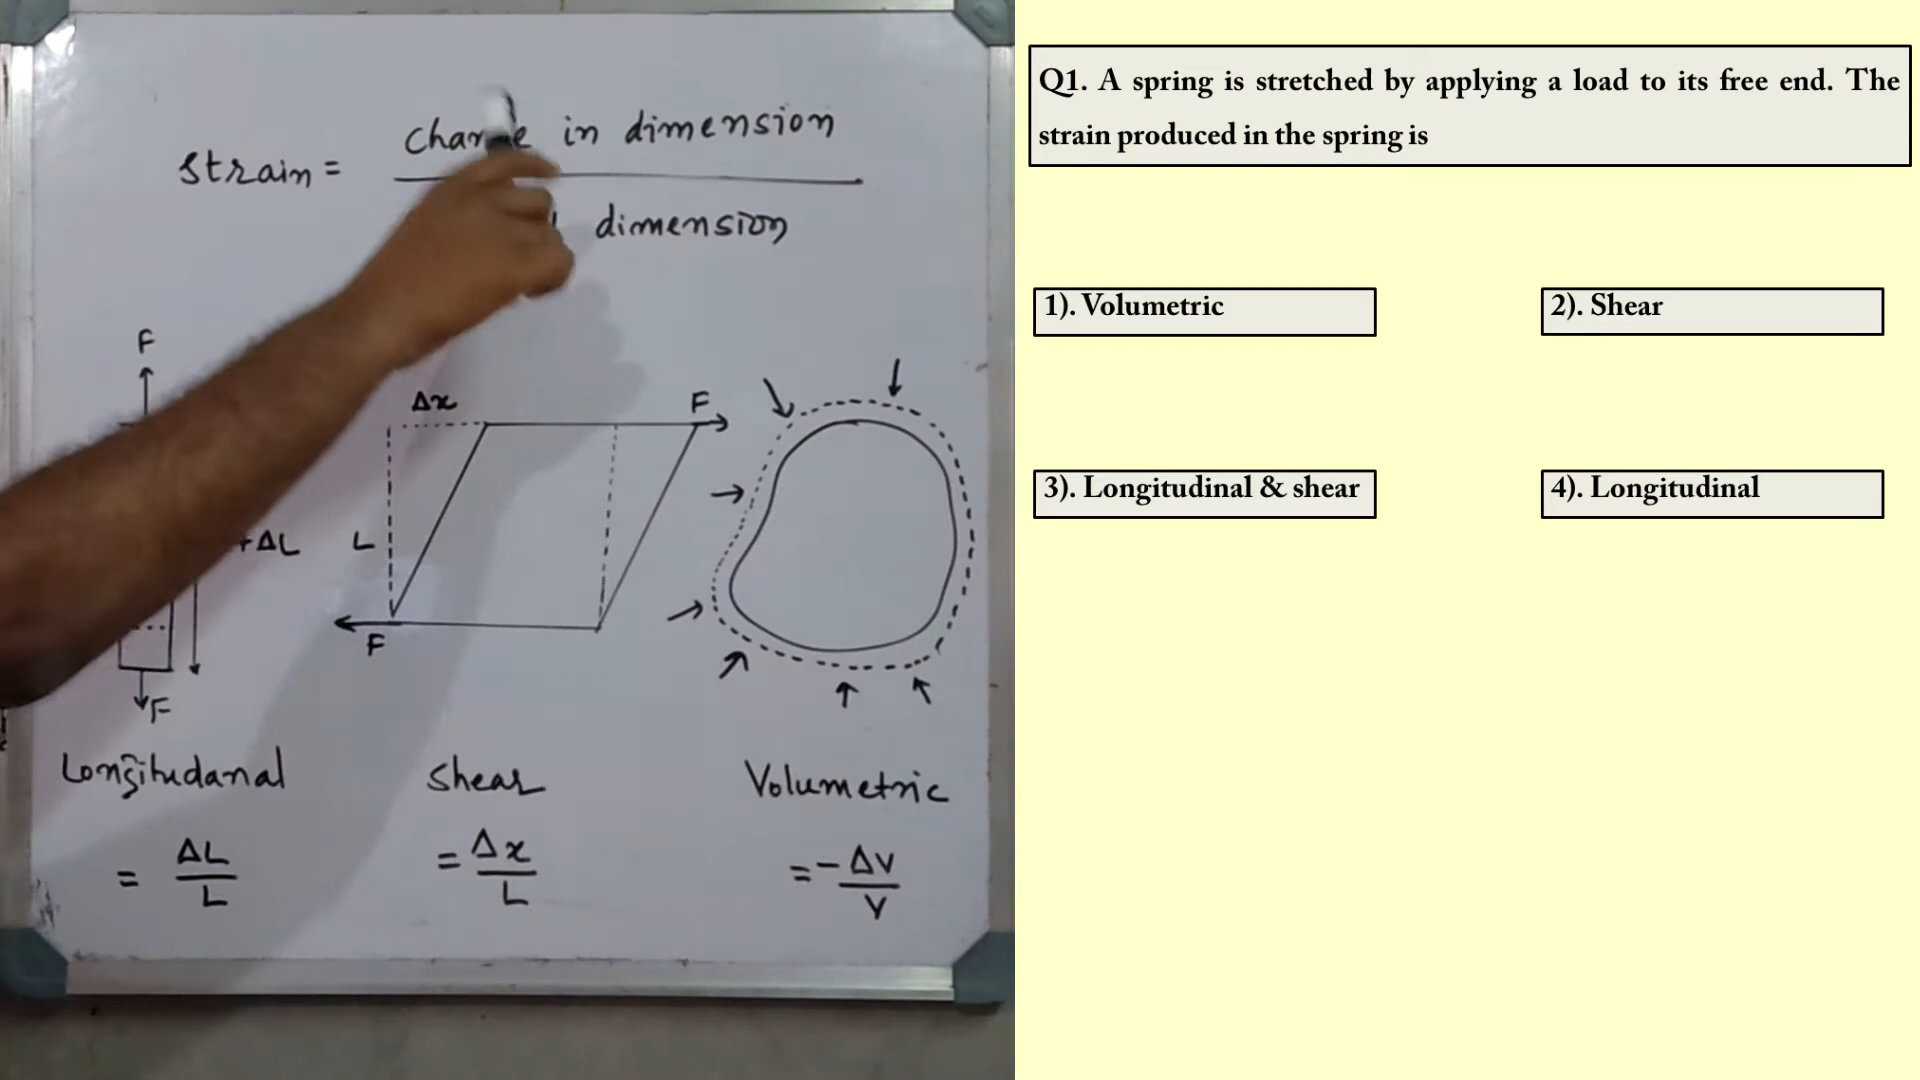 Change in dimension
Strain =
dimension
F
Δx
F
+ΔL
L
F
F
Longitudanal
Shear
Volumetric
= ΔL/L
= Δx/L
= -ΔV/V
Q1. A spring is stretched by applying a load to its free end. The
strain produced in the spring is
1). Volumetric
2). Shear
3). Longitudinal & shear
4). Longitudinal